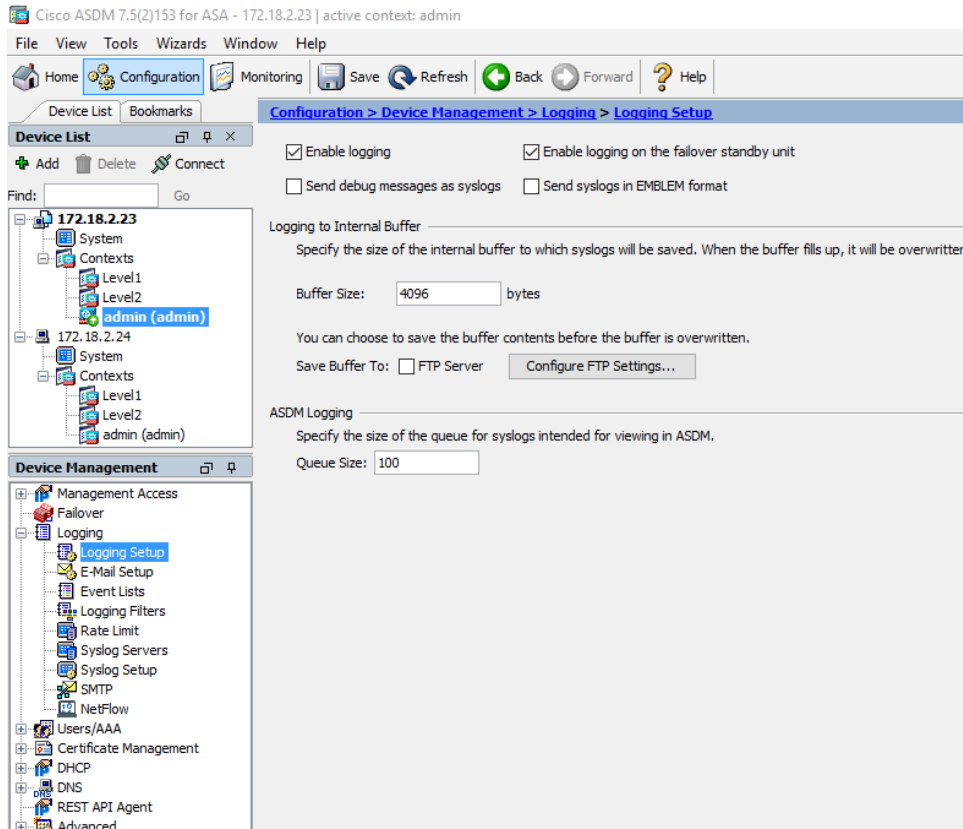 Cisco ASDM 7.5(2)153 for ASA - 172.18.2.23 | active context: admin
File View Tools Wizards Window Help
Home Configuration Monitoring Save Refresh Back Forward Help
Device List Bookmarks
Device List
Add Delete Connect
Find: Go
172.18.2.23
System
Contexts
Level1
Level2
admin (admin)
172.18.2.24
System
Contexts
Level1
Level2
admin (admin)
Device Management
Management Access
Failover
Logging
Logging Setup
E-Mail Setup
Event Lists
Logging Filters
Rate Limit
Syslog Servers
Syslog Setup
SMTP
NetFlow
Users/AAA
Certificate Management
DHCP
DNS
REST API Agent
Advanced
Configuration > Device Management > Logging > Logging Setup
Enable logging Enable logging on the failover standby unit
Send debug messages as syslogs Send syslogs in EMBLEM format
Logging to Internal Buffer
Specify the size of the internal buffer to which syslogs will be saved. When the buffer fills up, it will be overwritten
Buffer Size: 4096 bytes
You can choose to save the buffer contents before the buffer is overwritten.
Save Buffer To: FTP Server Configure FTP Settings...
ASDM Logging
Specify the size of the queue for syslogs intended for viewing in ASDM.
Queue Size: 100